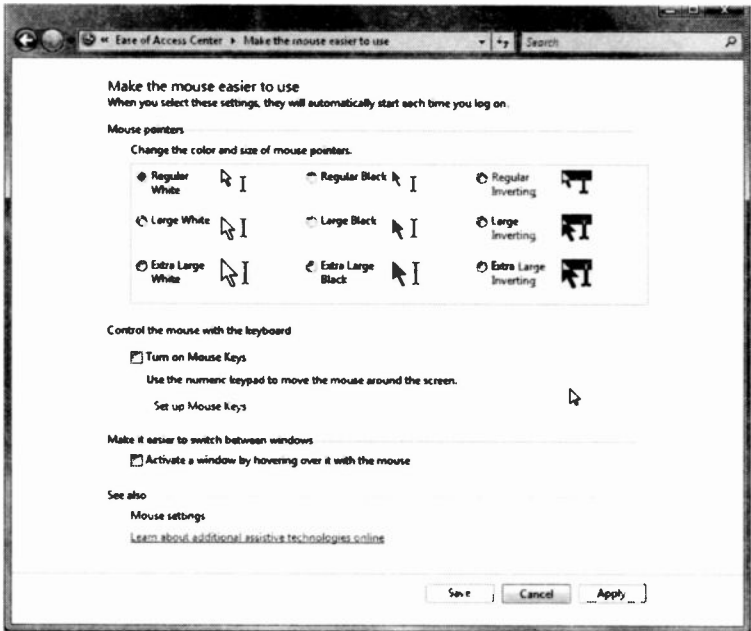 « Ease of Access Center ▸ Make the mouse easier to use Search
Make the mouse easier to use
When you select these settings, they will automatically start each time you log on.
Mouse pointers
Change the color and size of mouse pointers.
Regular White Regular Black Regular Inverting
Large White Large Black Large Inverting
Extra Large White Extra Large Black Extra Large Inverting
Control the mouse with the keyboard
Turn on Mouse Keys
Use the numeric keypad to move the mouse around the screen.
Set up Mouse Keys
Make it easier to switch between windows
Activate a window by hovering over it with the mouse
See also
Mouse settings
Learn about additional assistive technologies online
Save Cancel Apply